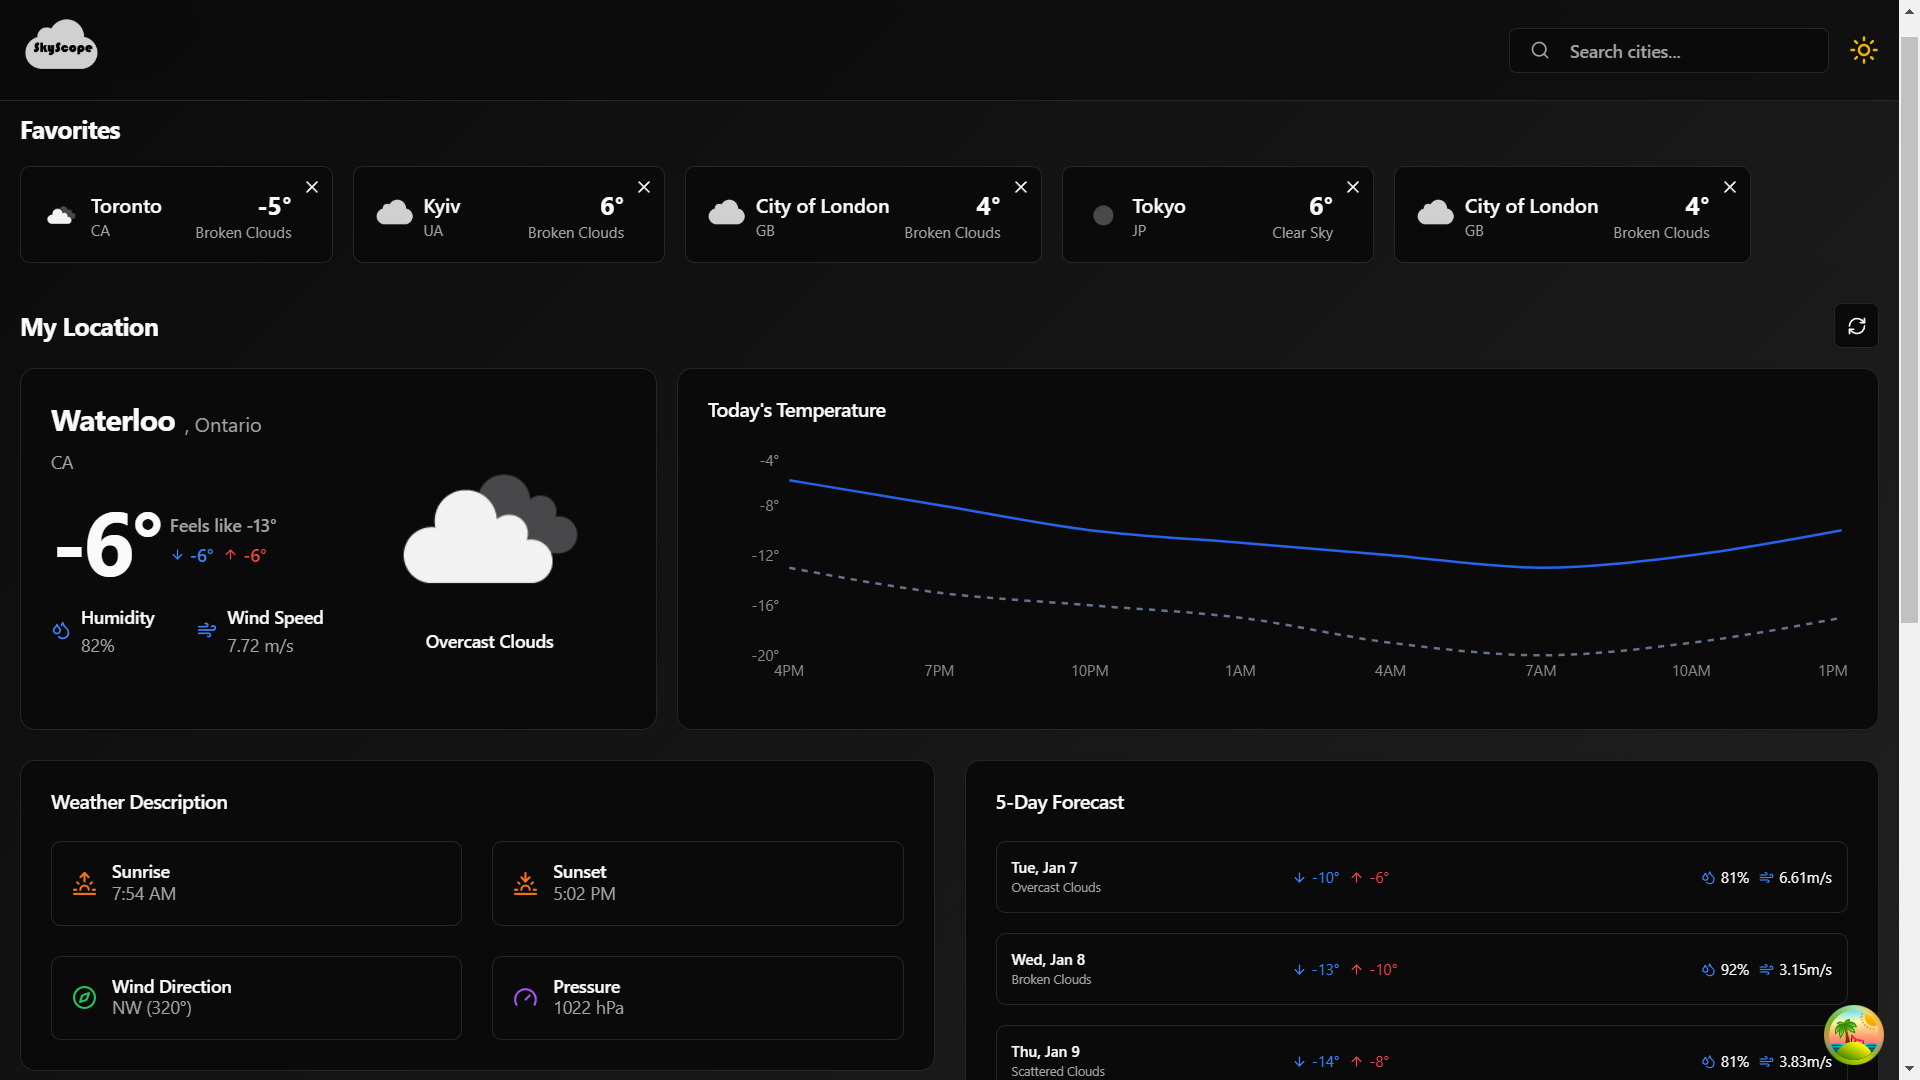 SkyScope
Search cities...
Favorites
Toronto
CA
-5°
Broken Clouds
Kyiv
UA
6°
Broken Clouds
City of London
GB
4°
Broken Clouds
Tokyo
JP
6°
Clear Sky
City of London
GB
4°
Broken Clouds
My Location
Waterloo , Ontario
CA
-6°
Feels like -13°
-6° -6°
Humidity
82%
Wind Speed
7.72 m/s
Overcast Clouds
Today's Temperature
-4°
-8°
-12°
-16°
-20°
4PM 7PM 10PM 1AM 4AM 7AM 10AM 1PM
Weather Description
Sunrise
7:54 AM
Sunset
5:02 PM
Wind Direction
NW (320°)
Pressure
1022 hPa
5-Day Forecast
Tue, Jan 7
Overcast Clouds
-10° -6°
81% 6.61m/s
Wed, Jan 8
Broken Clouds
-13° -10°
92% 3.15m/s
Thu, Jan 9
Scattered Clouds
-14° -8°
81% 3.83m/s